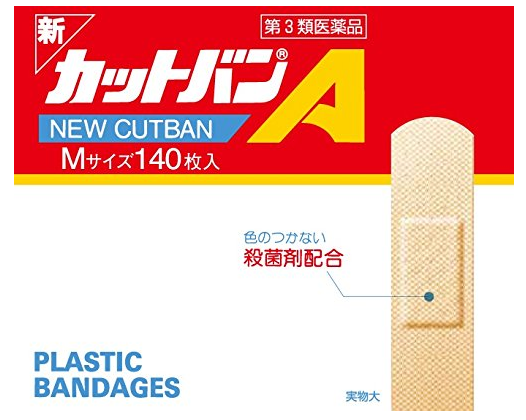 新
第3類医薬品
カットバン®A
NEW CUTBAN
Mサイズ140枚入
色のつかない
殺菌剤配合
PLASTIC
BANDAGES
実物大